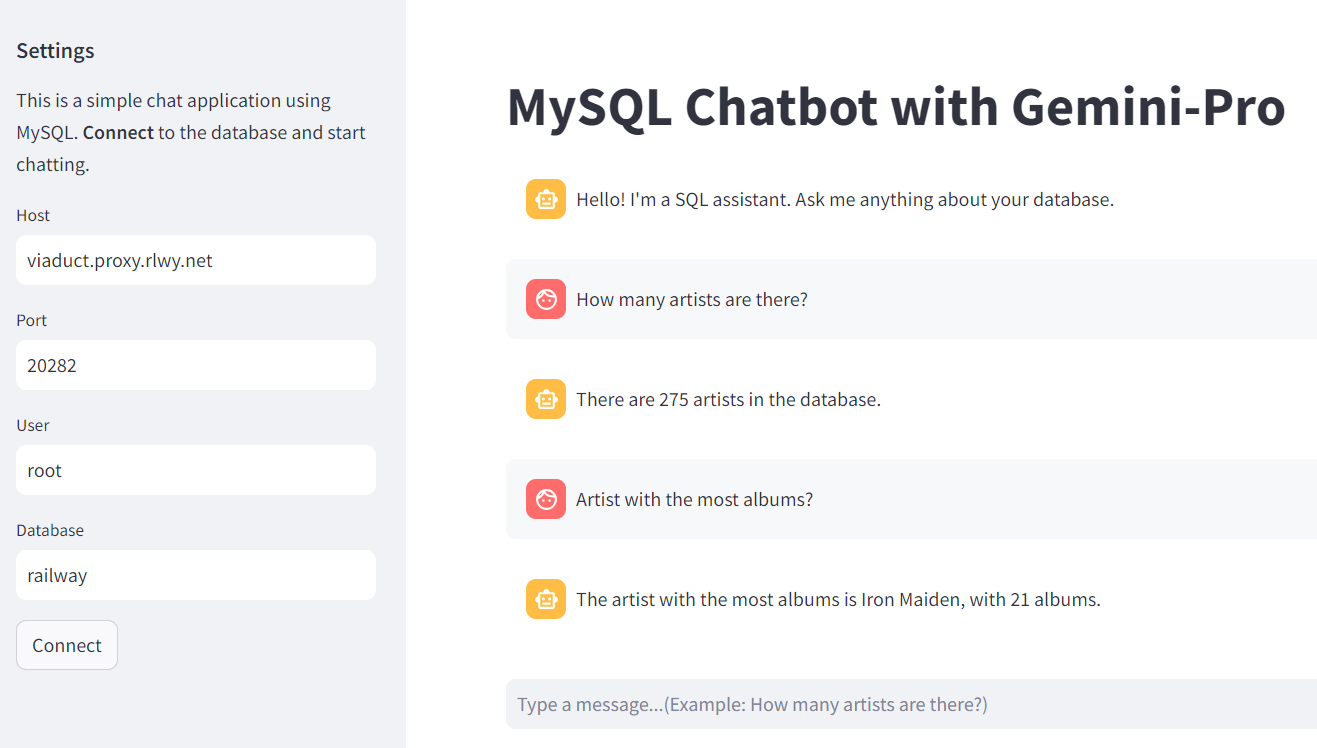 Settings
This is a simple chat application using
MySQL. Connect to the database and start
chatting.
Host
viaduct.proxy.rlwy.net
Port
20282
User
root
Database
railway
Connect
MySQL Chatbot with Gemini-Pro
Hello! I'm a SQL assistant. Ask me anything about your database.
How many artists are there?
There are 275 artists in the database.
Artist with the most albums?
The artist with the most albums is Iron Maiden, with 21 albums.
Type a message...(Example: How many artists are there?)